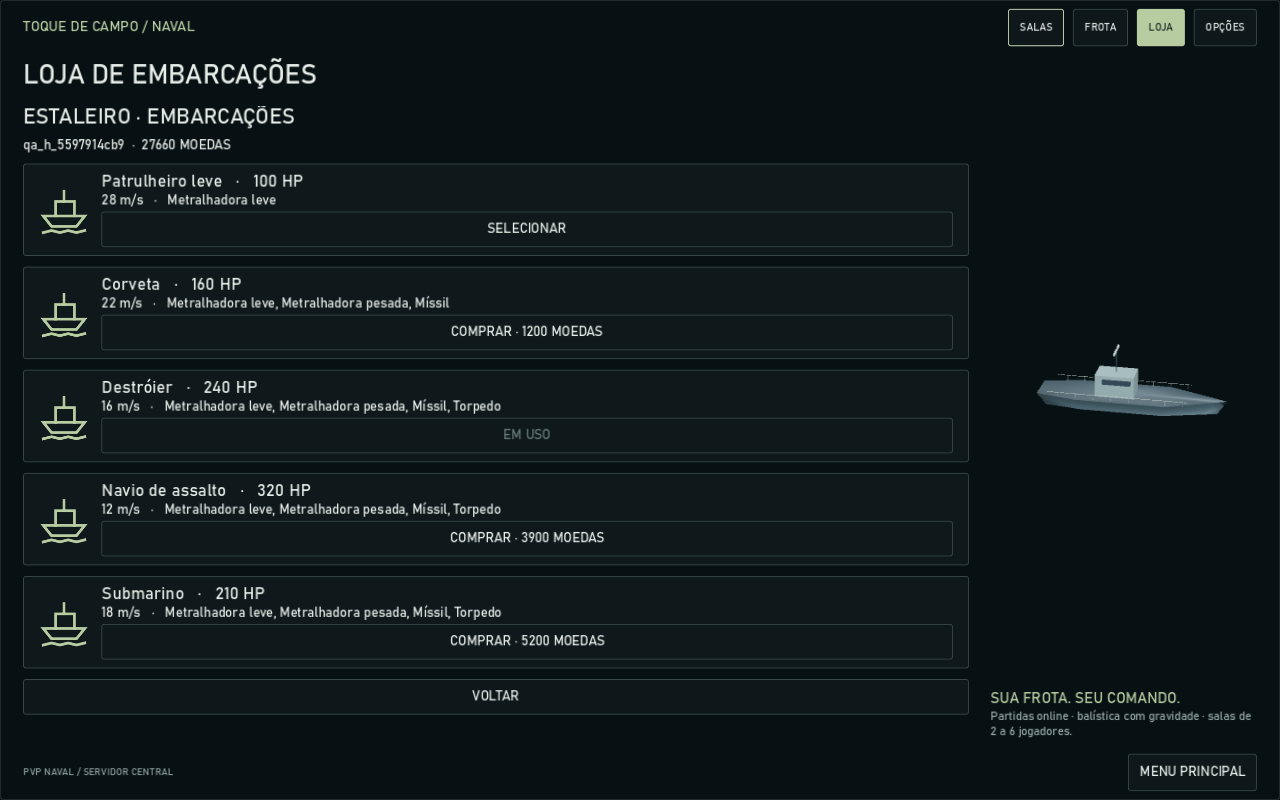 TOQUE DE CAMPO / NAVAL
SALAS
FROTA
LOJA
OPÇÕES
LOJA DE EMBARCAÇÕES
ESTALEIRO · EMBARCAÇÕES
qa_h_5597914cb9 · 27660 MOEDAS
Patrulheiro leve · 100 HP
28 m/s · Metralhadora leve
SELECIONAR
Corveta · 160 HP
22 m/s · Metralhadora leve, Metralhadora pesada, Míssil
COMPRAR · 1200 MOEDAS
Destróier · 240 HP
16 m/s · Metralhadora leve, Metralhadora pesada, Míssil, Torpedo
EM USO
Navio de assalto · 320 HP
12 m/s · Metralhadora leve, Metralhadora pesada, Míssil, Torpedo
COMPRAR · 3900 MOEDAS
Submarino · 210 HP
18 m/s · Metralhadora leve, Metralhadora pesada, Míssil, Torpedo
COMPRAR · 5200 MOEDAS
VOLTAR
SUA FROTA. SEU COMANDO.
Partidas online · balística com gravidade · salas de
2 a 6 jogadores.
PVP NAVAL / SERVIDOR CENTRAL
MENU PRINCIPAL